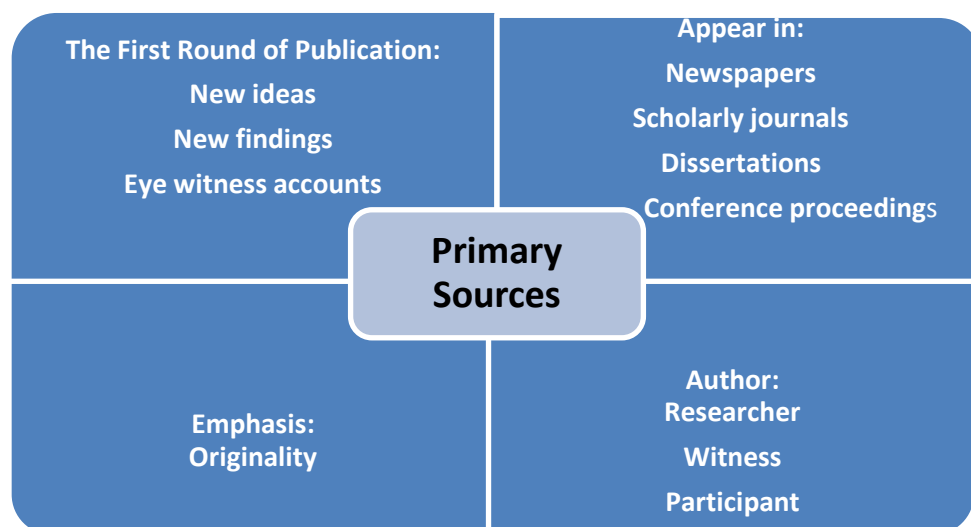 The First Round of Publication:
New ideas
New findings
Eye witness accounts
Appear in:
Newspapers
Scholarly journals
Dissertations
Conference proceedings
Primary
Sources
Emphasis:
Originality
Author:
Researcher
Witness
Participant